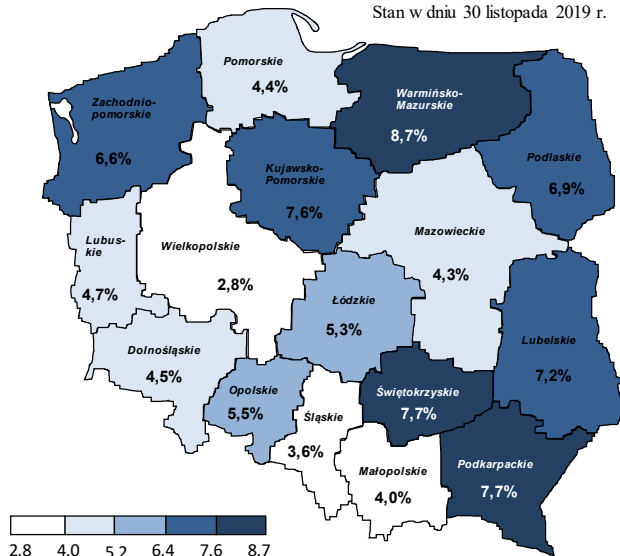 Stan w dniu 30 listopada 2019 r.
Pomorskie
4,4%
Warmińsko-
Mazurskie
8,7%
Zachodnio-
pomorskie
6,6%
Podlaskie
6,9%
Kujawsko-
Pomorskie
7,6%
Mazowieckie
4,3%
Lubus-
kie
4,7%
Wielkopolskie
2,8%
Łódzkie
5,3%
Lubelskie
7,2%
Dolnośląskie
4,5%
Opolskie
5,5%
Świętokrzyskie
7,7%
Śląskie
3,6%
Małopolskie
4,0%
Podkarpackie
7,7%
2.8 4.0 5.2 6.4 7.6 8.7